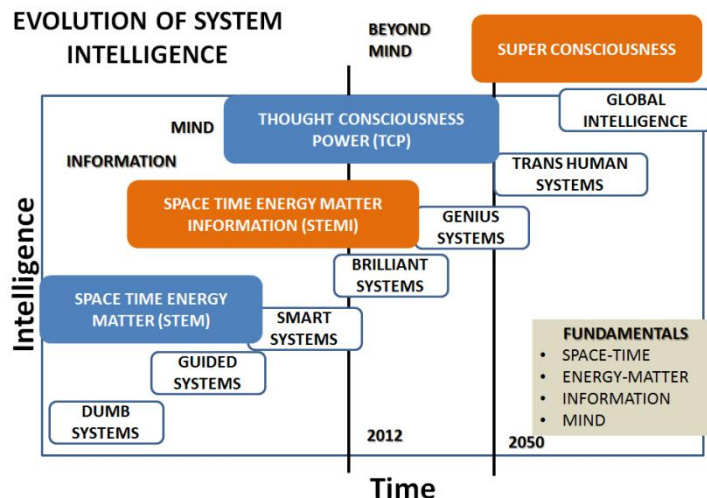 EVOLUTION OF SYSTEM
INTELLIGENCE
BEYOND
MIND
SUPER CONSCIOUSNESS
GLOBAL
INTELLIGENCE
MIND
THOUGHT CONSCIOUSNESS
POWER (TCP)
TRANS HUMAN
SYSTEMS
INFORMATION
SPACE TIME ENERGY MATTER
INFORMATION (STEMI)
GENIUS
SYSTEMS
BRILLIANT
SYSTEMS
Intelligence
SPACE TIME ENERGY
MATTER (STEM)
SMART
SYSTEMS
GUIDED
SYSTEMS
DUMB
SYSTEMS
FUNDAMENTALS
• SPACE-TIME
• ENERGY-MATTER
• INFORMATION
• MIND
2012
2050
Time